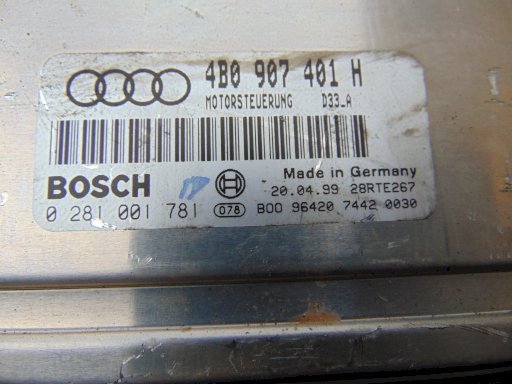 4B0 907 401 H
MOTORSTEUERUNG D33_A
BOSCH 17 Made in Germany
20.04.99 28RTE267
0 281 001 781 078 B00 96420 7442 0030